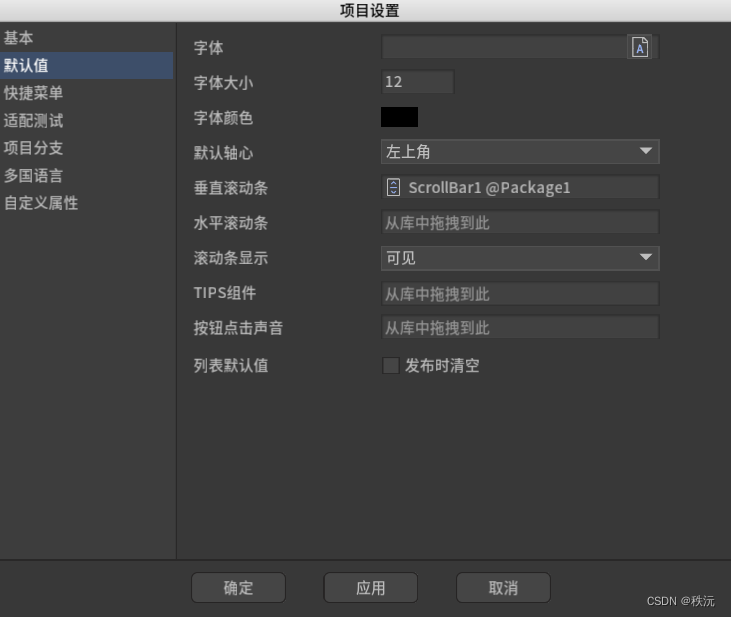 项目设置
基本
默认值
快捷菜单
适配测试
项目分支
多国语言
自定义属性
字体
A
字体大小 12
字体颜色
默认轴心 左上角
垂直滚动条 ScrollBar1 @Package1
水平滚动条 从库中拖拽到此
滚动条显示 可见
TIPS组件 从库中拖拽到此
按钮点击声音 从库中拖拽到此
列表默认值 发布时清空
确定 应用 取消
CSDN @秩沅